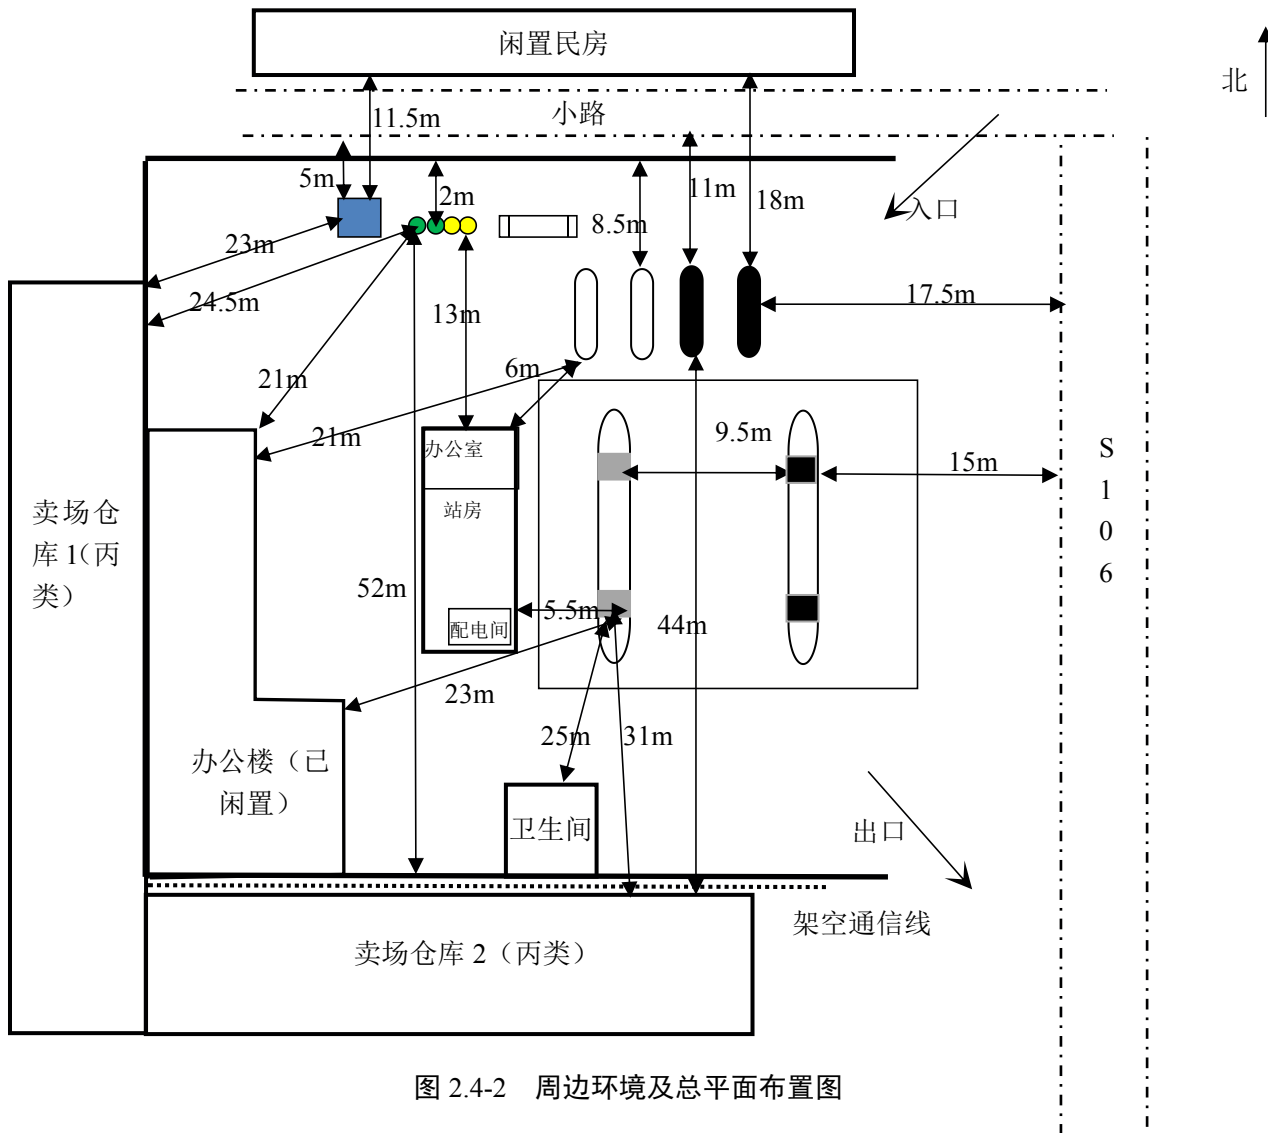 闲置民房
北
11.5m
小路
5m
2m
11m
18m
入口
8.5m
23m
24.5m
17.5m
13m
6m
21m
21m
办公室
9.5m
15m
S106
站房
卖场仓
库1(丙
类)
52m
5.5m
44m
配电间
23m
25m
31m
办公楼（已
闲置）
卫生间
出口
架空通信线
卖场仓库 2（丙类）
图 2.4-2 周边环境及总平面布置图